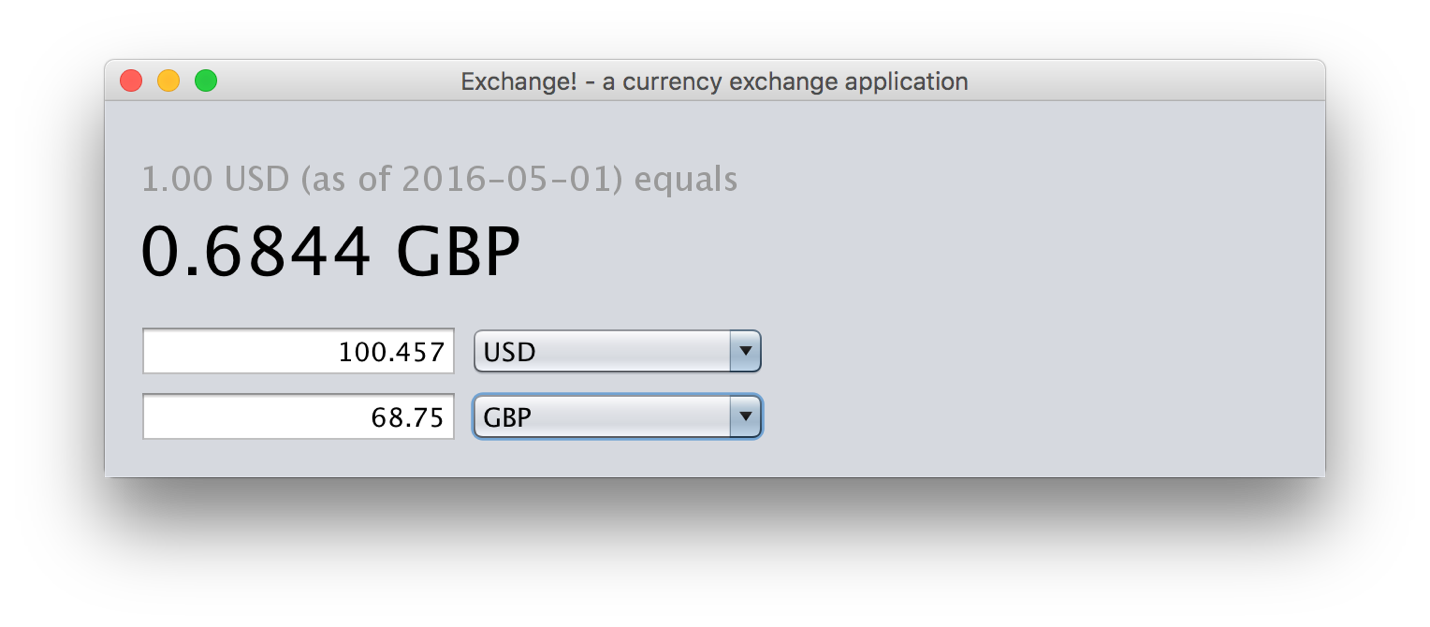 Exchange! - a currency exchange application
1.00 USD (as of 2016-05-01) equals
0.6844 GBP
100.457 USD
68.75 GBP